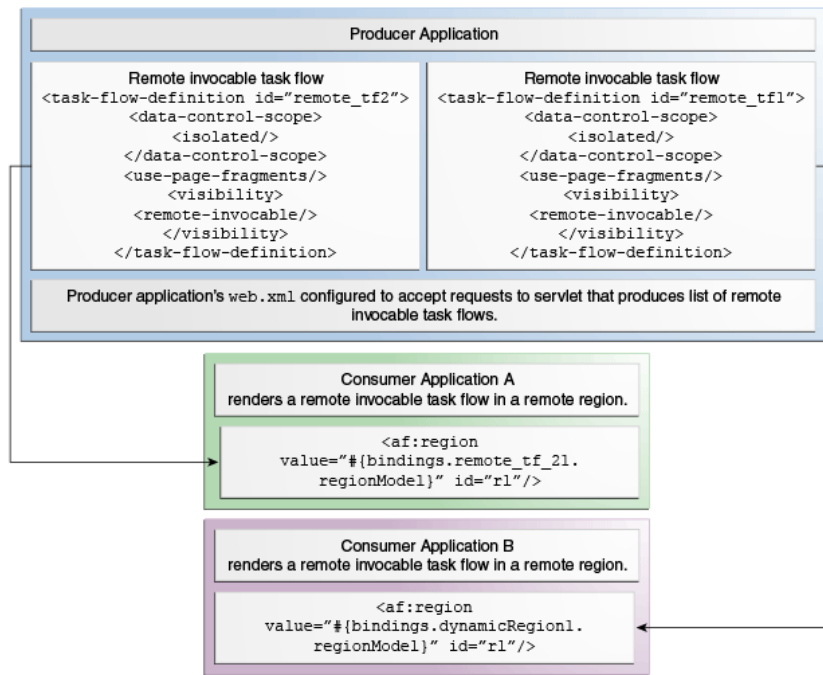 Producer Application
Remote invocable task flow
<task-flow-definition id=”remote_tf2”>
<data-control-scope>
<isolated/>
</data-control-scope>
<use-page-fragments/>
<visibility>
<remote-invocable/>
</visibility>
</task-flow-definition>
Remote invocable task flow
<task-flow-definition id=”remote_tf1”>
<data-control-scope>
<isolated/>
</data-control-scope>
<use-page-fragments/>
<visibility>
<remote-invocable/>
</visibility>
</task-flow-definition>
Producer application's web.xml configured to accept requests to servlet that produces list of remote
invocable task flows.
Consumer Application A
renders a remote invocable task flow in a remote region.
<af:region
value=”#{bindings.remote_tf_21.
regionModel}” id=”r1”/>
Consumer Application B
renders a remote invocable task flow in a remote region.
<af:region
value=”#{bindings.dynamicRegion1.
regionModel}” id=”r1”/>